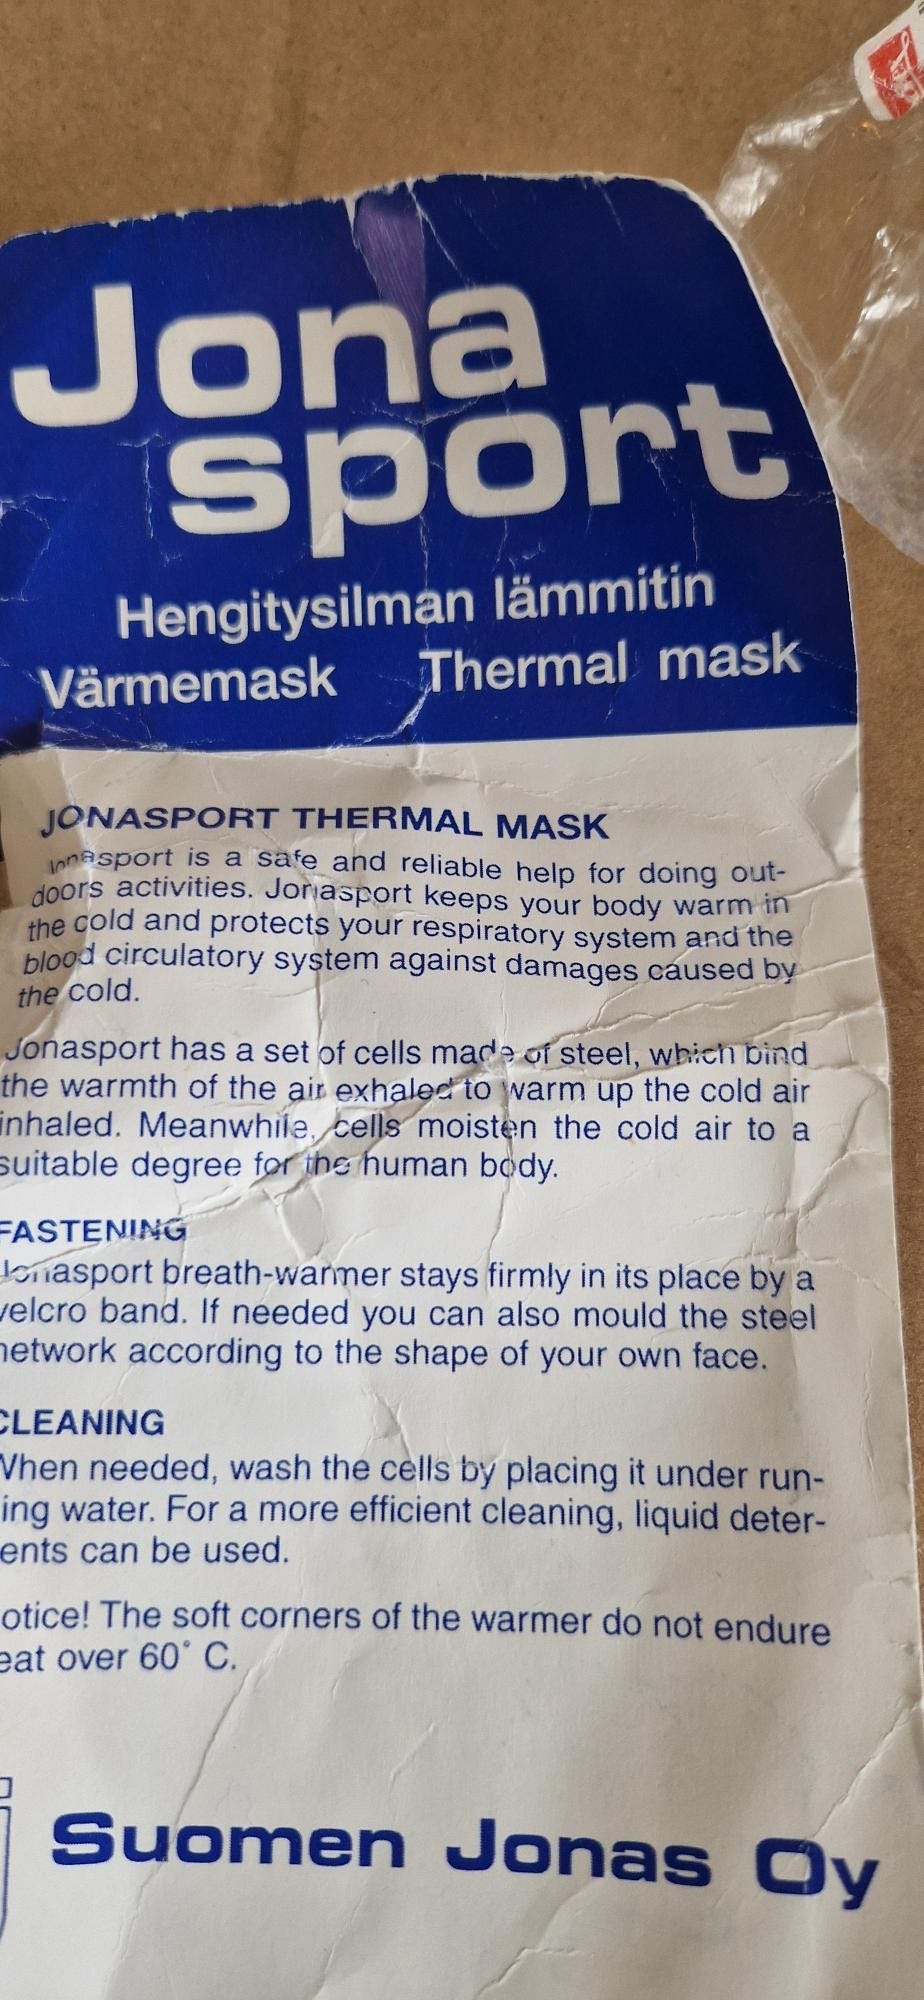 Jona
sport
Hengitysilman lämmitin
Värmemask Thermal mask
JONASPORT THERMAL MASK
Jonasport is a safe and reliable help for doing out-
doors activities. Jonasport keeps your body warm in
the cold and protects your respiratory system and the
blood circulatory system against damages caused by
the cold.
Jonasport has a set of cells made of steel, which bind
the warmth of the air exhaled to warm up the cold air
inhaled. Meanwhile, cells moisten the cold air to a
suitable degree for the human body.
FASTENING
Jonasport breath-warmer stays firmly in its place by a
velcro band. If needed you can also mould the steel
network according to the shape of your own face.
CLEANING
When needed, wash the cells by placing it under run-
ing water. For a more efficient cleaning, liquid deter-
ents can be used.
otice! The soft corners of the warmer do not endure
eat over 60° C.
Suomen Jonas Oy